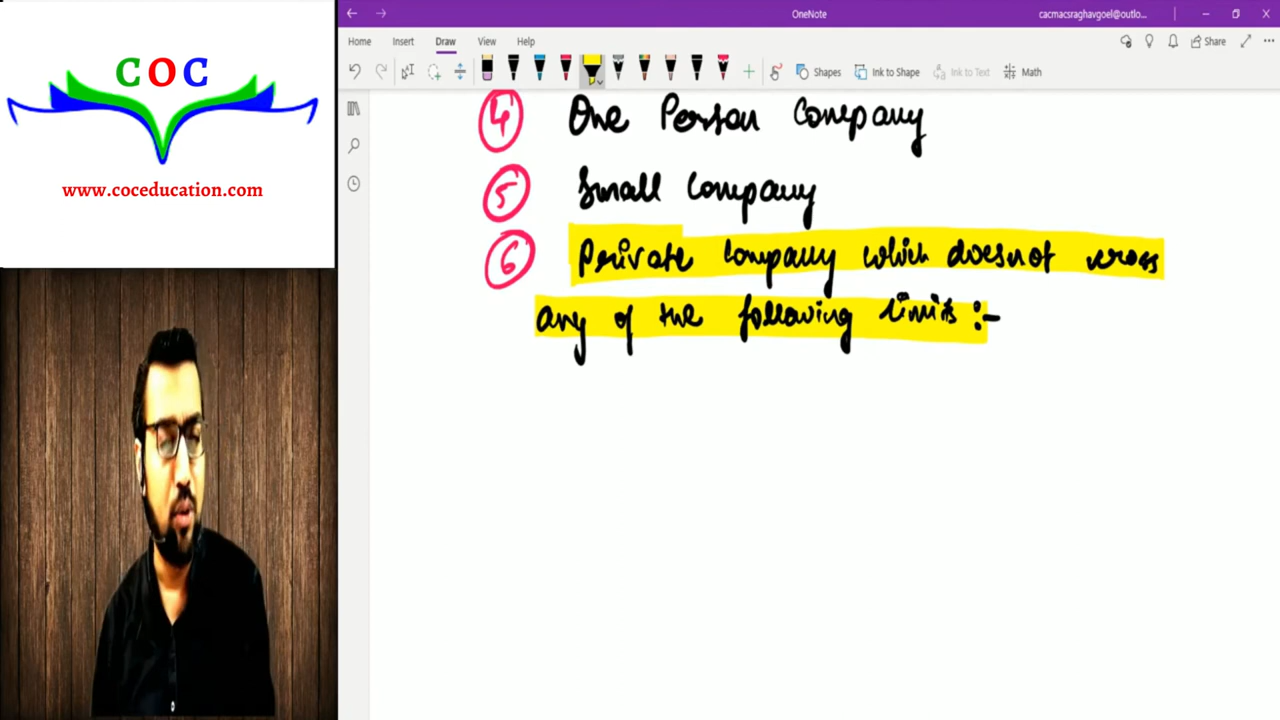 OneNote
cacmacsraghavgoel@outlo...
Home Insert Draw View Help
Share
Shapes Ink to Shape Ink to Text Math
COC
www.coceducation.com
4 One Person Company
5 Small Company
6 Private Company which does not cross
any of the following limits :-